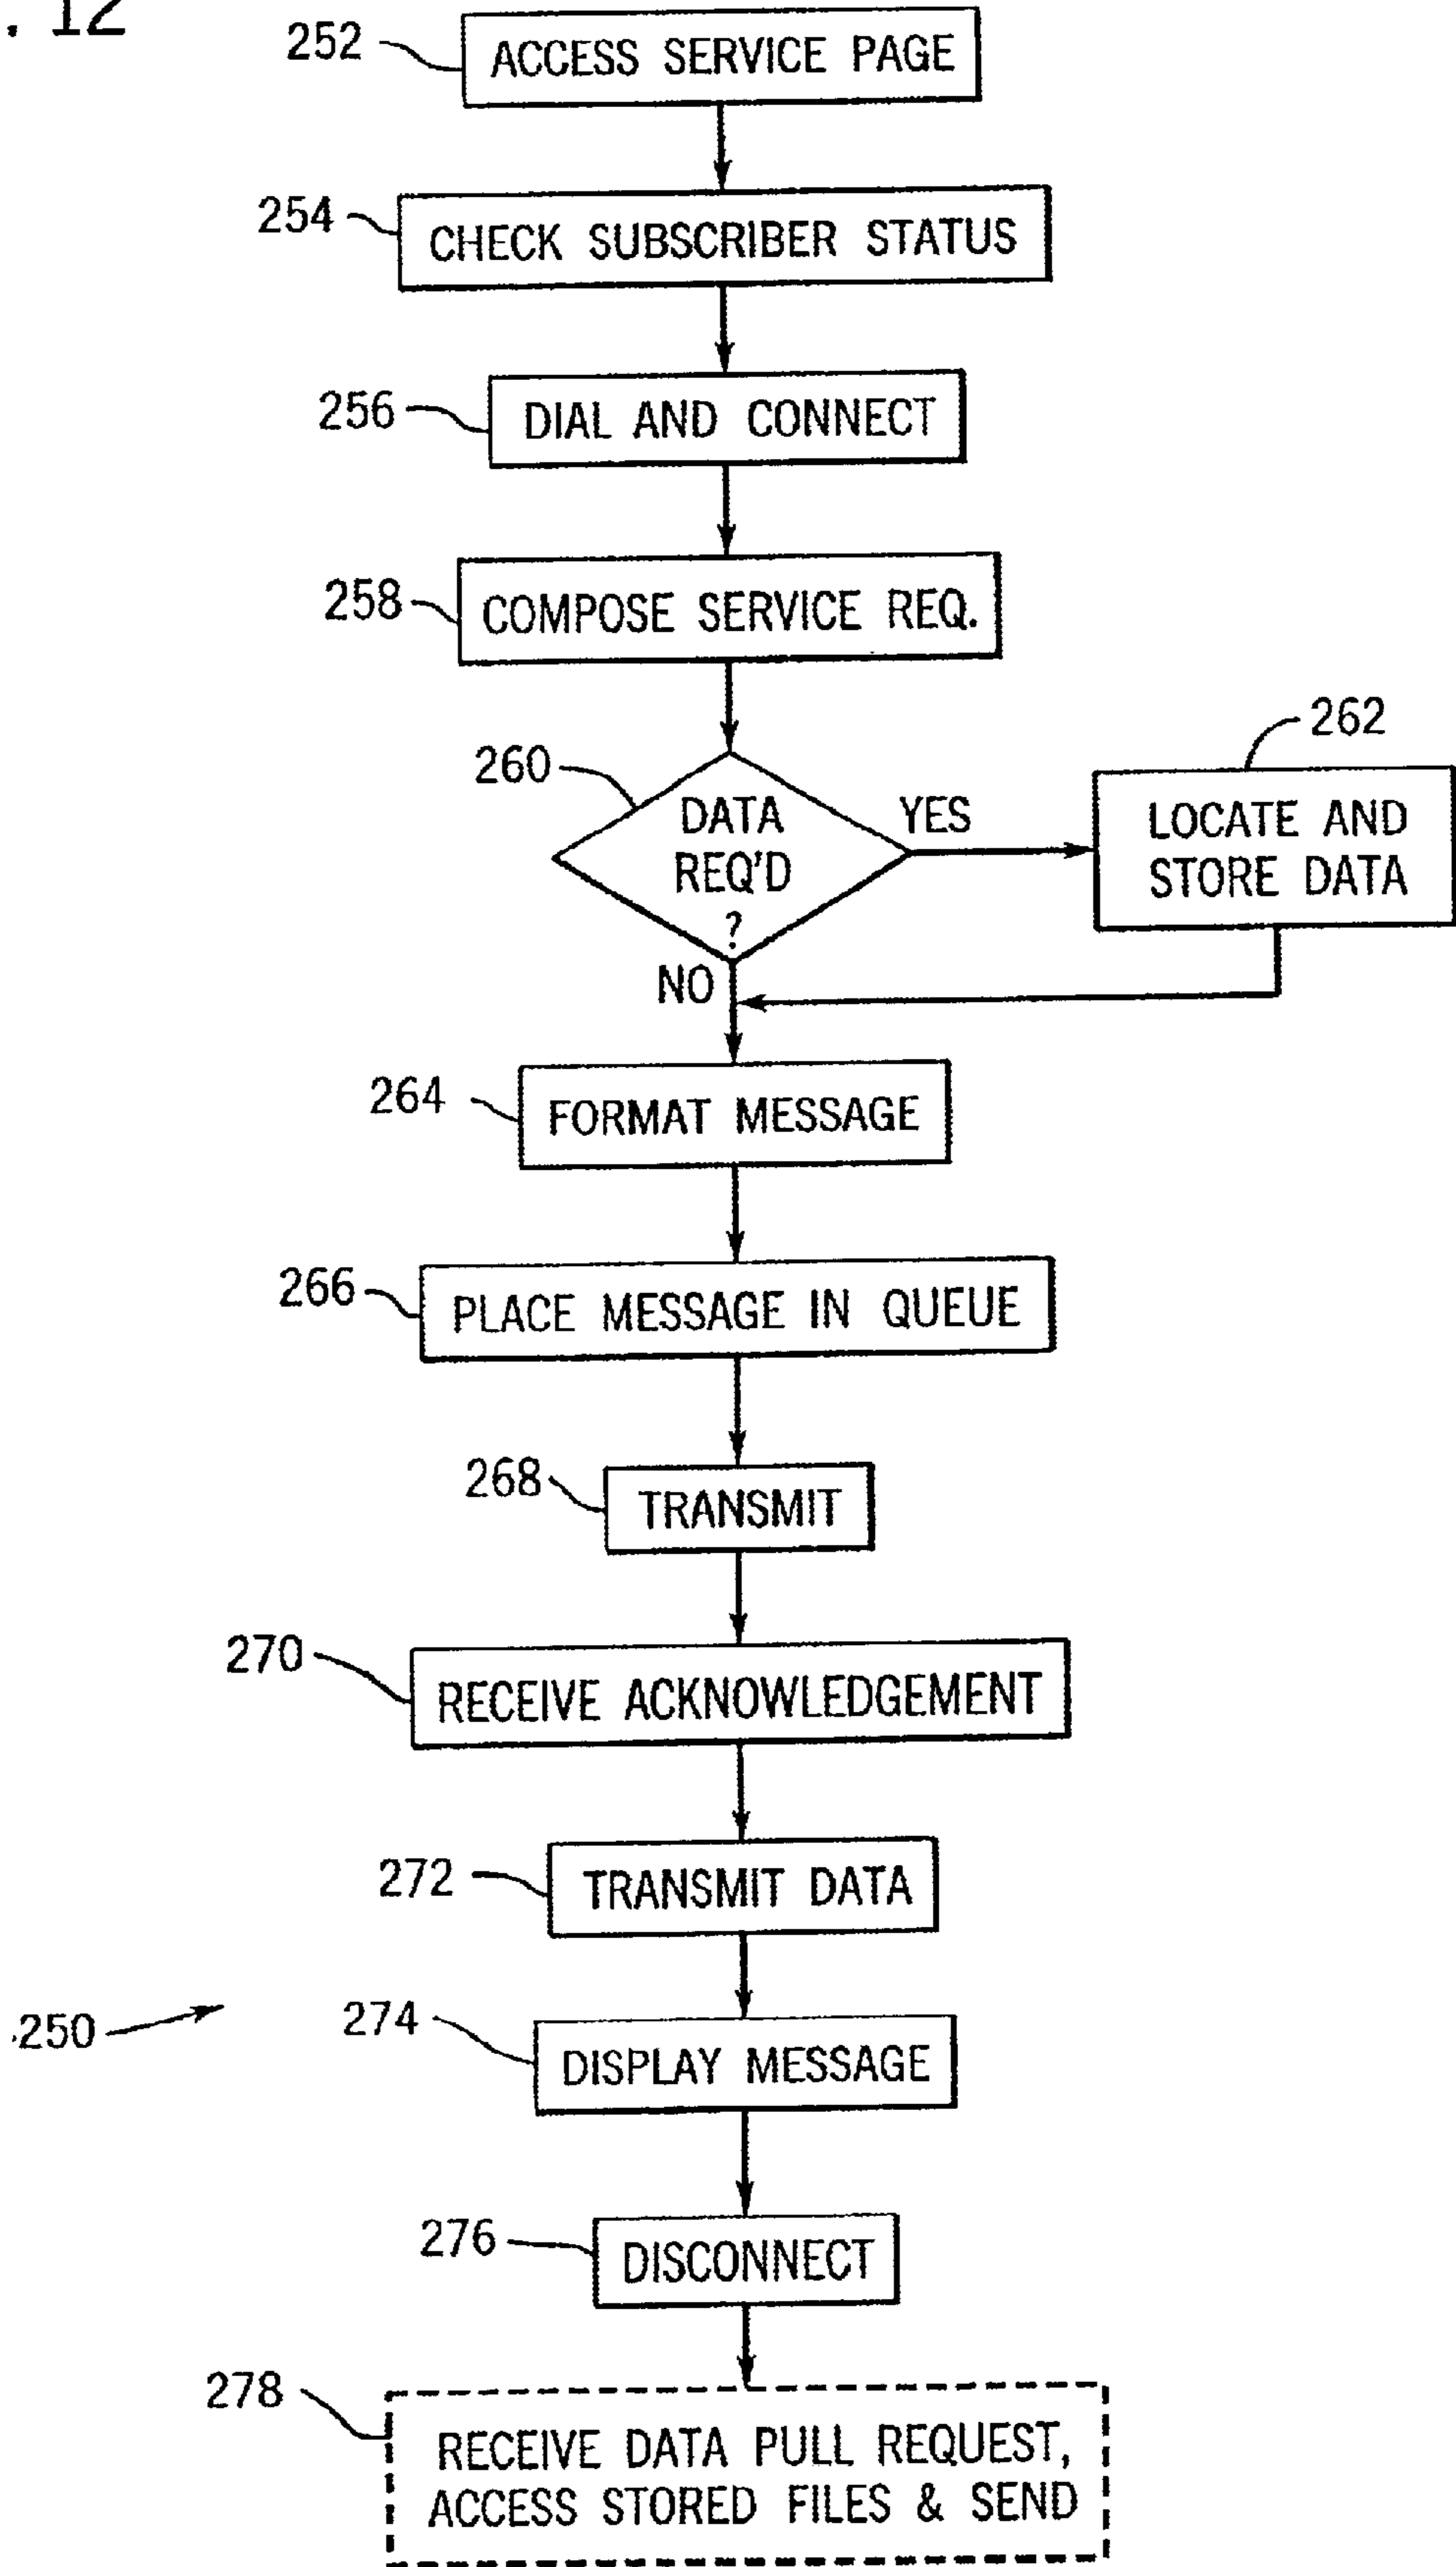 . 12
252
ACCESS SERVICE PAGE
254
CHECK SUBSCRIBER STATUS
256
DIAL AND CONNECT
258
COMPOSE SERVICE REQ.
260
DATA
REQ'D
?
YES
262
LOCATE AND
STORE DATA
NO
264
FORMAT MESSAGE
266
PLACE MESSAGE IN QUEUE
268
TRANSMIT
270
RECEIVE ACKNOWLEDGEMENT
272
TRANSMIT DATA
250
274
DISPLAY MESSAGE
276
DISCONNECT
278
RECEIVE DATA PULL REQUEST,
ACCESS STORED FILES & SEND